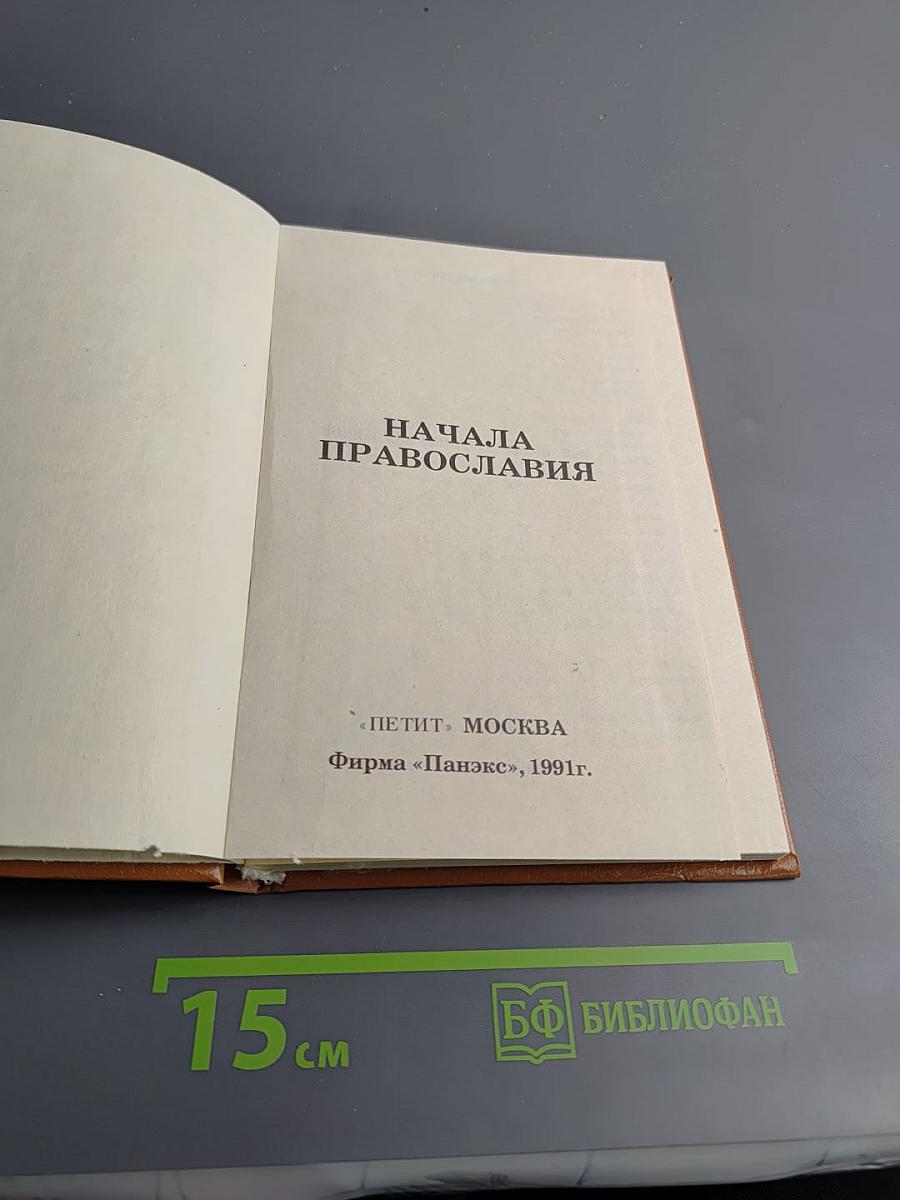 НАЧАЛА
ПРАВОСЛАВИЯ
«ПЕТИТ» МОСКВА
Фирма «Панэкс», 1991г.
15 см
БФ БИБЛИОФАН